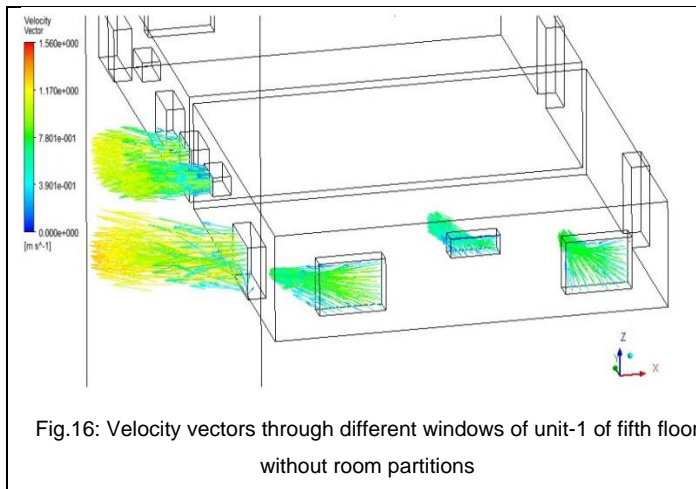 Velocity
Vector
1.560e+000
1.170e+000
7.801e-001
3.901e-001
0.000e+000
[m s^-1]
Z
Y
X
Fig.16: Velocity vectors through different windows of unit-1 of fifth floor
without room partitions